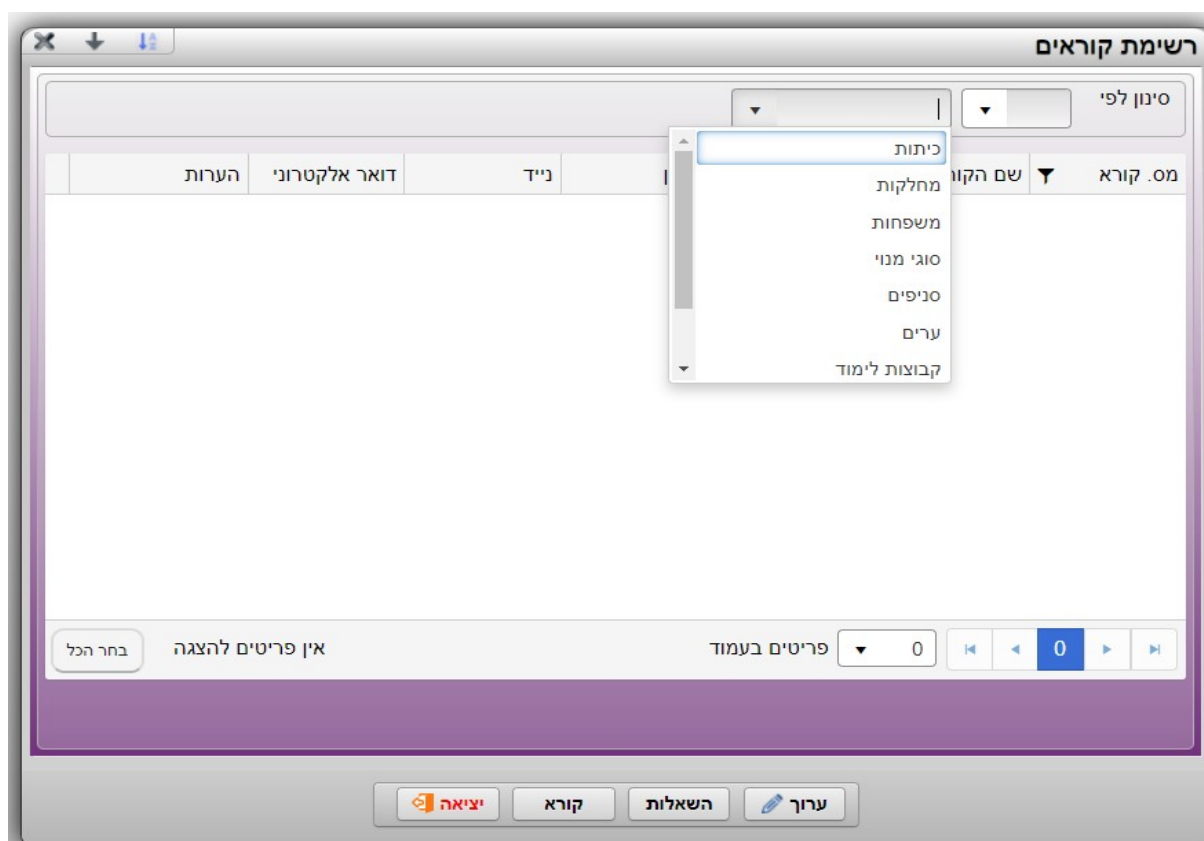 רשימת קוראים
סינון לפי
מס. קורא שם הקור נייד דואר אלקטרוני הערות
כיתות
מחלקות
משפחות
סוגי מנוי
סניפים
ערים
קבוצות לימוד
0 0 פריטים בעמוד אין פריטים להצגה בחר הכל
ערוך השאלות קורא יציאה